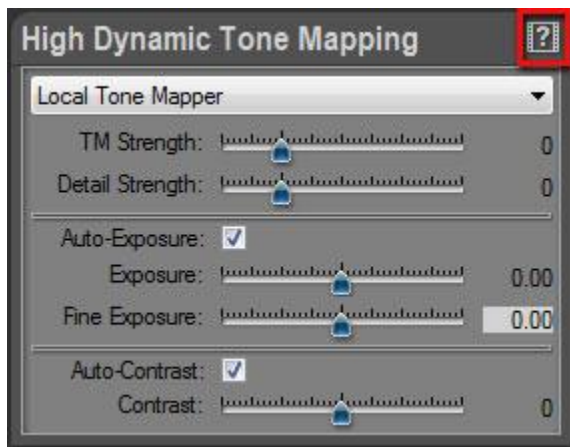 High Dynamic Tone Mapping ?
Local Tone Mapper
TM Strength: 0
Detail Strength: 0
Auto-Exposure:
Exposure: 0.00
Fine Exposure: 0.00
Auto-Contrast:
Contrast: 0